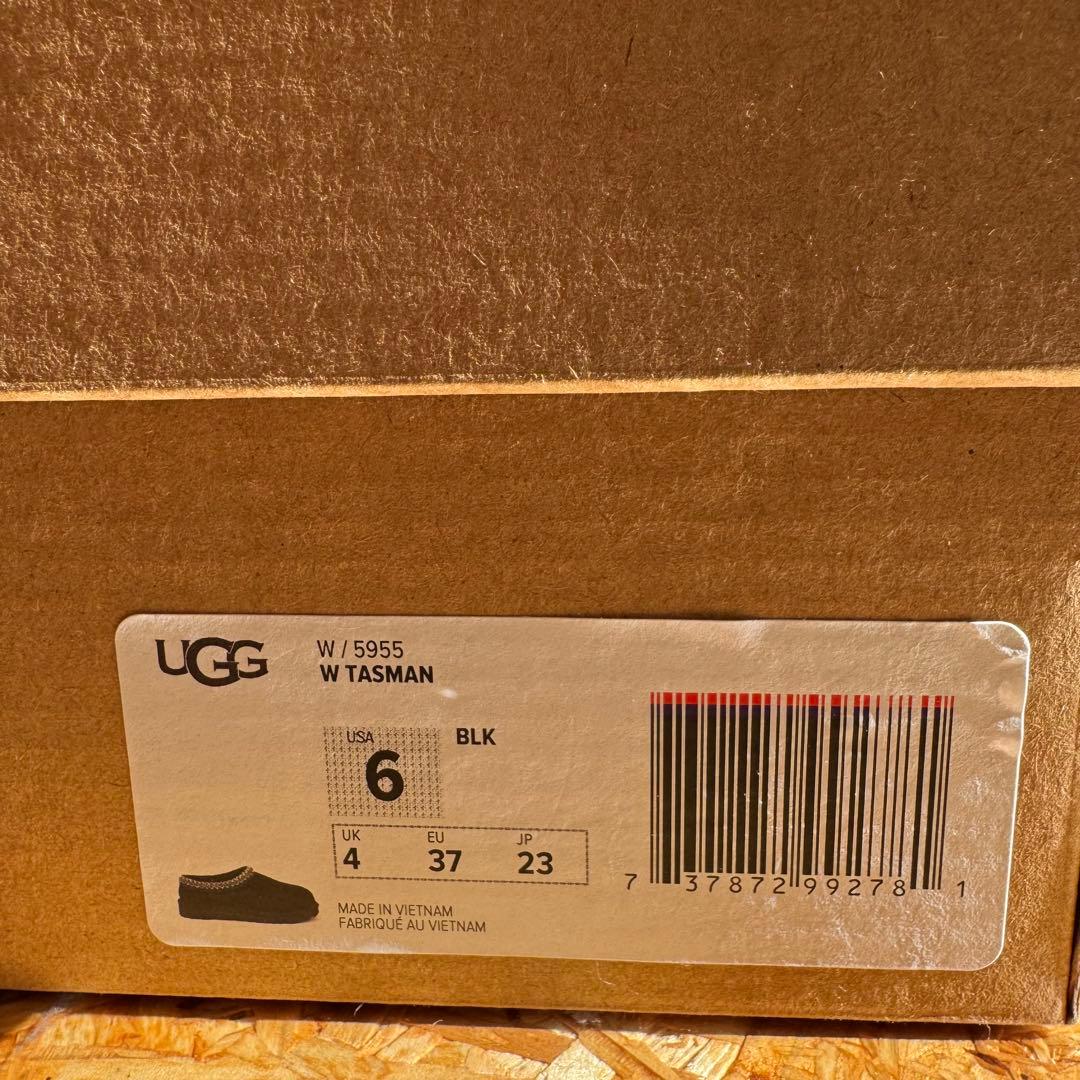 UGG
W / 5955
W TASMAN
USA
6
BLK
UK EU JP
4 37 23
MADE IN VIETNAM
FABRIQUÉ AU VIETNAM
7 37872 99278 1